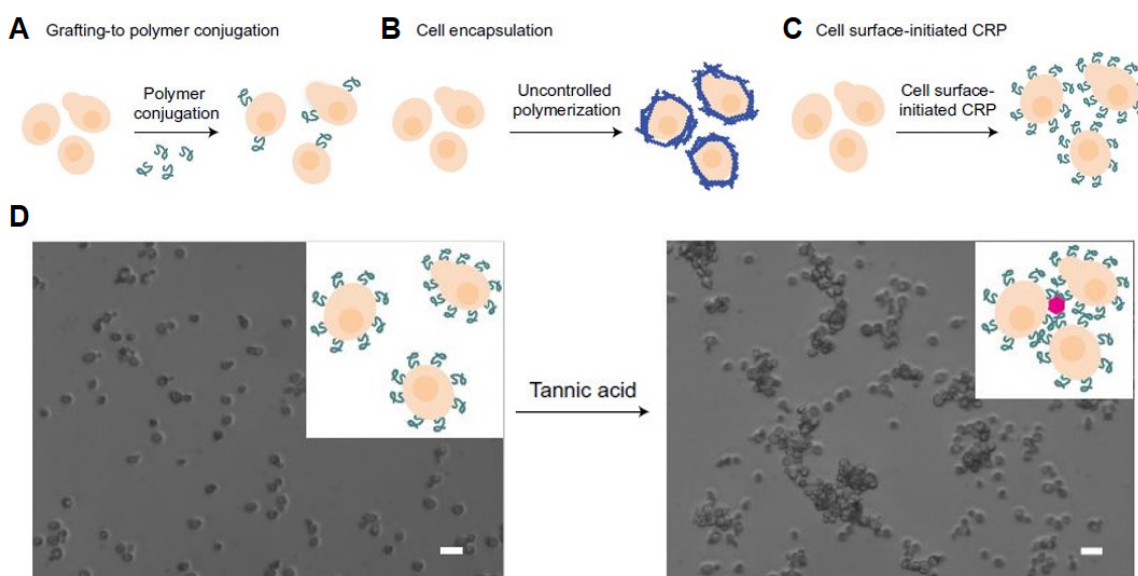 A Grafting-to polymer conjugation
B Cell encapsulation
C Cell surface-initiated CRP
Polymer
conjugation
Uncontrolled
polymerization
Cell surface-
initiated CRP
D
Tannic acid